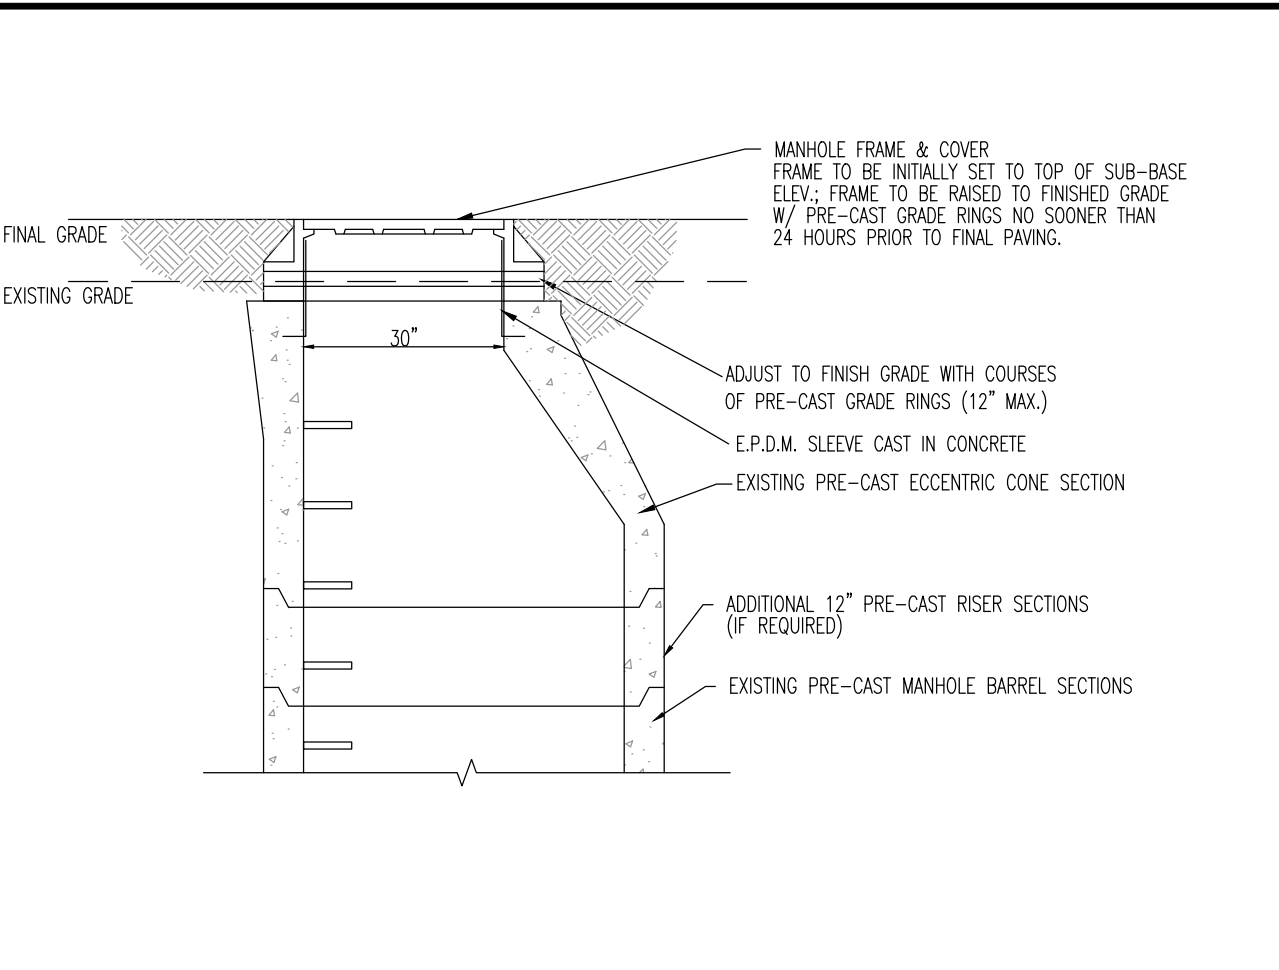 MANHOLE FRAME & COVER
FRAME TO BE INITIALLY SET TO TOP OF SUB-BASE
ELEV.; FRAME TO BE RAISED TO FINISHED GRADE
W/ PRE-CAST GRADE RINGS NO SOONER THAN
24 HOURS PRIOR TO FINAL PAVING.
FINAL GRADE
EXISTING GRADE
30"
ADJUST TO FINISH GRADE WITH COURSES
OF PRE-CAST GRADE RINGS (12" MAX.)
E.P.D.M. SLEEVE CAST IN CONCRETE
EXISTING PRE-CAST ECCENTRIC CONE SECTION
ADDITIONAL 12" PRE-CAST RISER SECTIONS
(IF REQUIRED)
EXISTING PRE-CAST MANHOLE BARREL SECTIONS